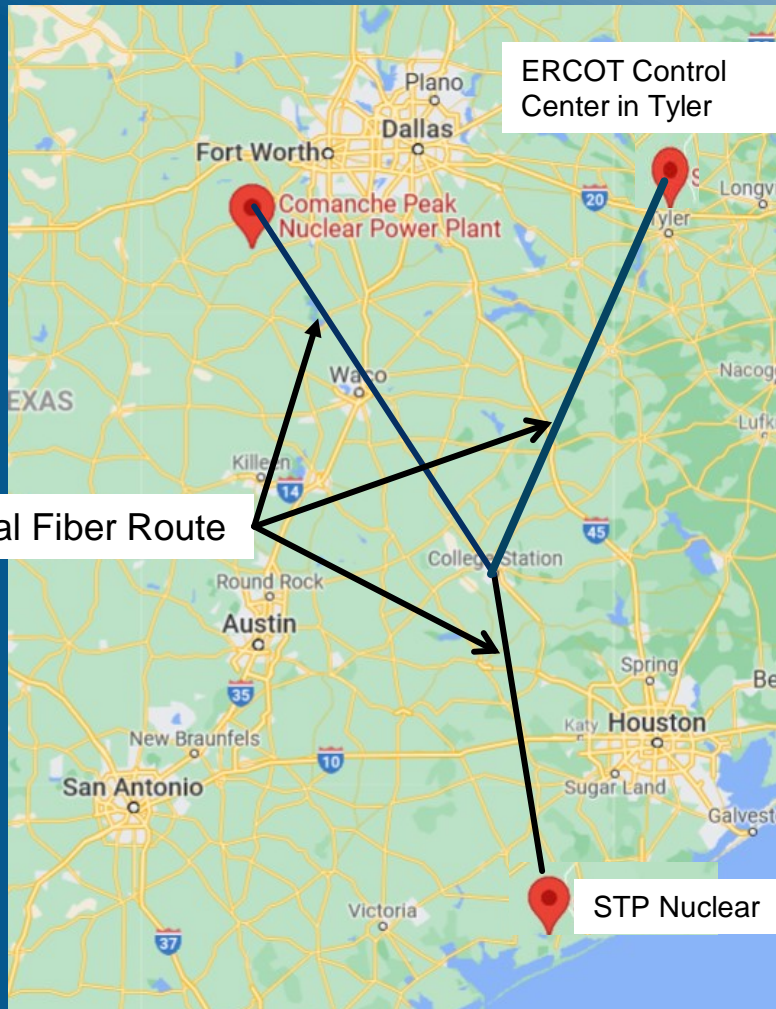 Plano
ERCOT Control
Center in Tyler
Dallas
Fort Worth
Comanche Peak
Nuclear Power Plant
20
S
Longv
Tyler
Waco
Nacog
EXAS
Lufk
Killeen
14
al Fiber Route
45
College Station
Round Rock
Austin
Spring
35
Be
New Braunfels
Katy
Houston
10
San Antonio
Sugar Land
Galvest
Victoria
STP Nuclear
37